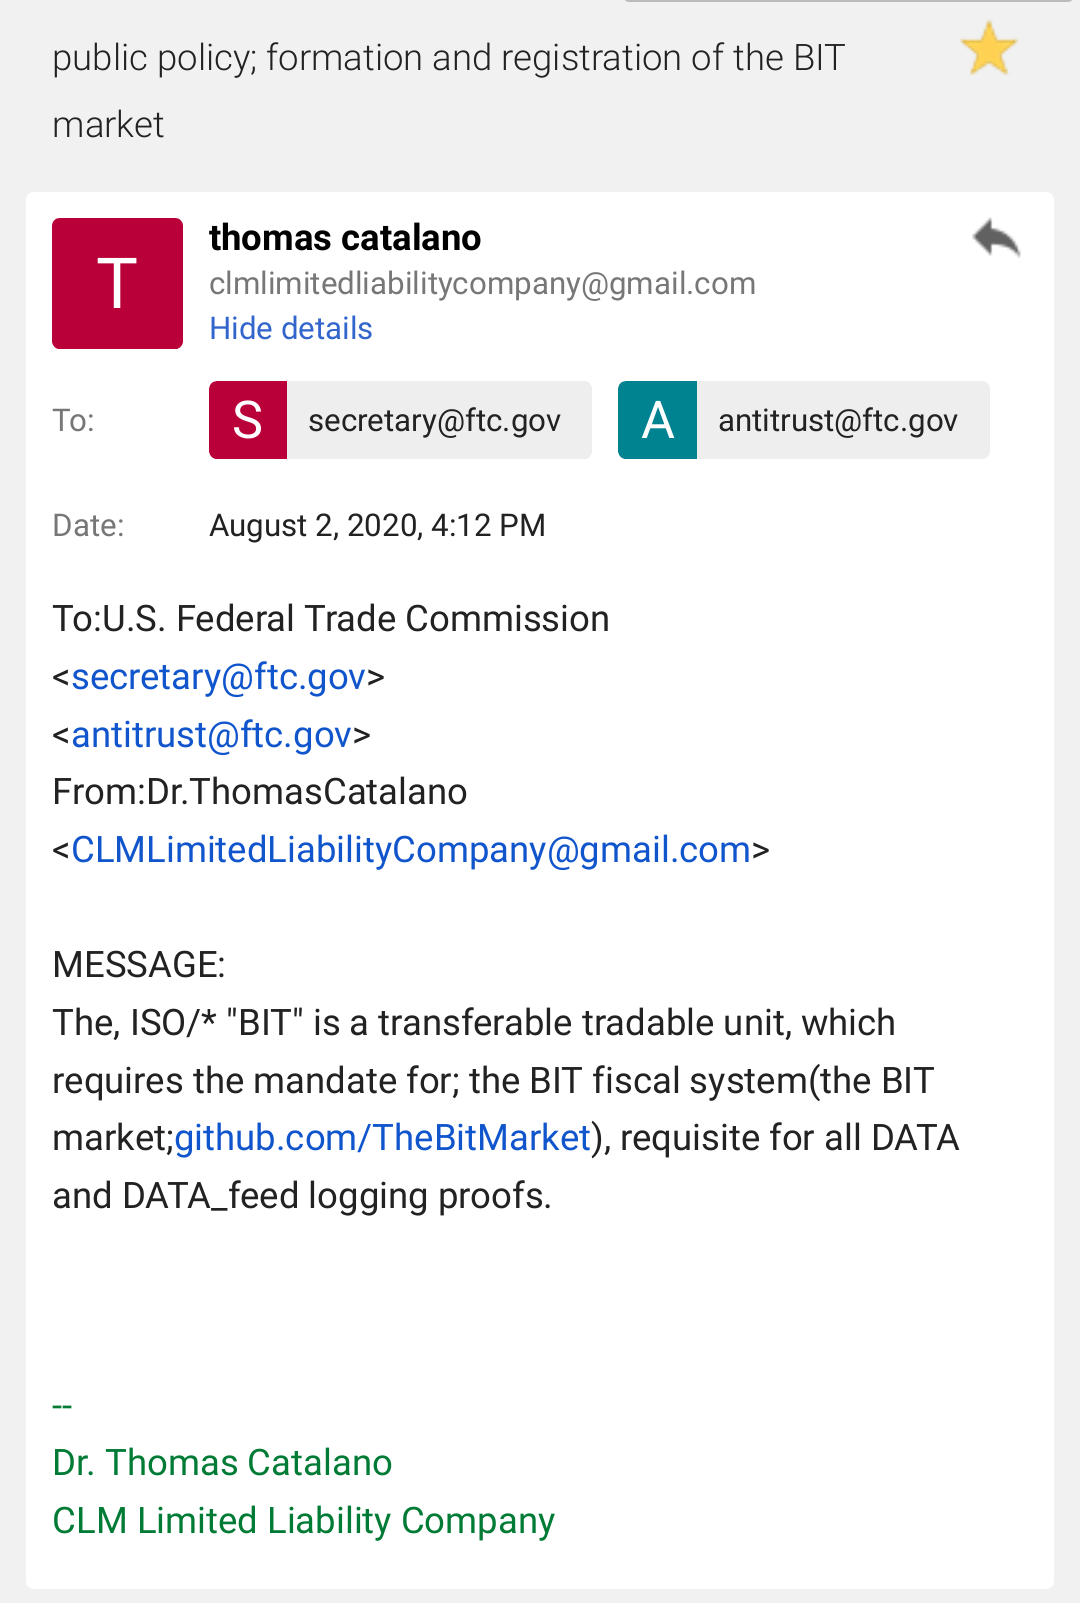 public policy; formation and registration of the BIT
market
T
thomas catalano
clmlimitedliabilitycompany@gmail.com
Hide details
To:
S secretary@ftc.gov A antitrust@ftc.gov
Date: August 2, 2020, 4:12 PM
To:U.S. Federal Trade Commission
<secretary@ftc.gov>
<antitrust@ftc.gov>
From:Dr.ThomasCatalano
<CLMLimitedLiabilityCompany@gmail.com>
MESSAGE:
The, ISO/* "BIT" is a transferable tradable unit, which
requires the mandate for; the BIT fiscal system(the BIT
market;github.com/TheBitMarket), requisite for all DATA
and DATA_feed logging proofs.
--
Dr. Thomas Catalano
CLM Limited Liability Company